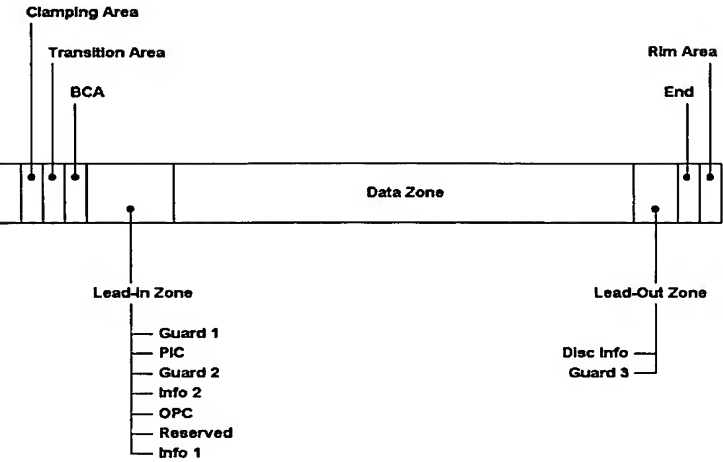 Clamping Area
Transition Area
BCA
Rim Area
End
Data Zone
Lead-In Zone
Guard 1
PIC
Guard 2
Info 2
OPC
Reserved
Info 1
Lead-Out Zone
Disc Info
Guard 3